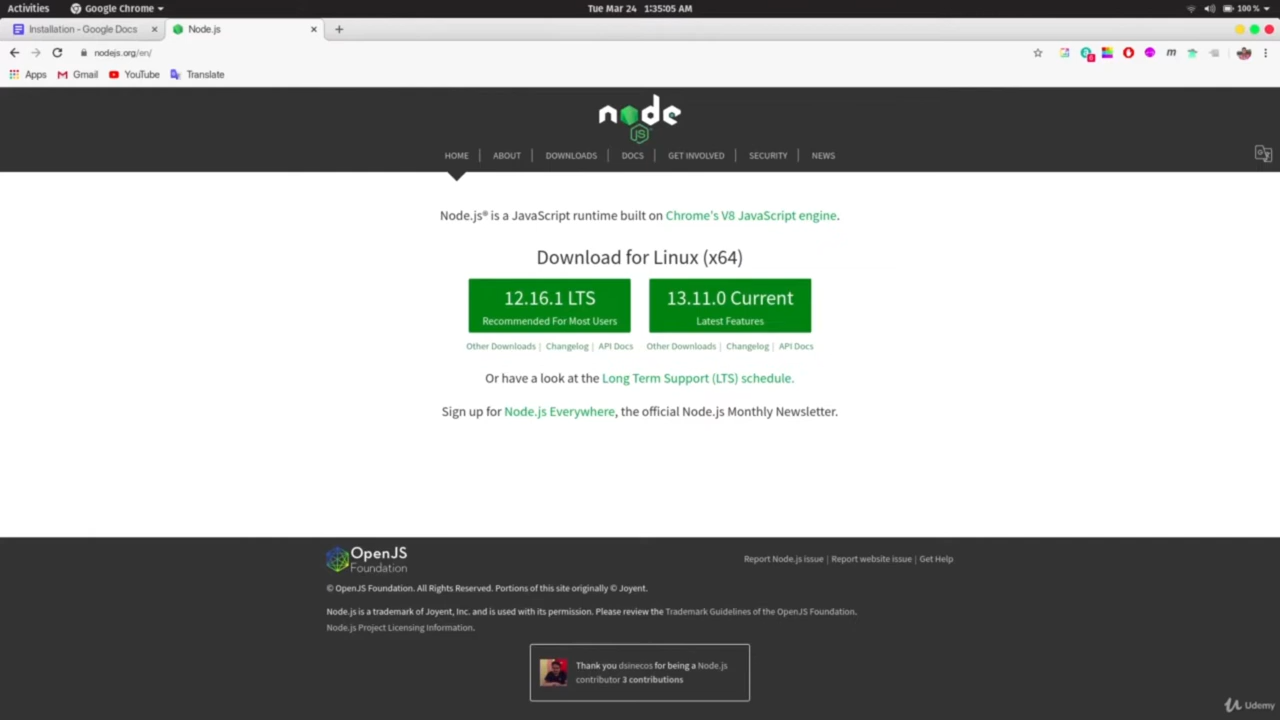 Activities Google Chrome Tue Mar 24 1:35:05 AM 100 %
Installation - Google Docs Node.js
nodejs.org/en/
Apps Gmail YouTube Translate
node
JS
HOME | ABOUT | DOWNLOADS | DOCS | GET INVOLVED | SECURITY | NEWS
Node.js® is a JavaScript runtime built on Chrome's V8 JavaScript engine.
Download for Linux (x64)
12.16.1 LTS
Recommended For Most Users
13.11.0 Current
Latest Features
Other Downloads | Changelog | API Docs
Other Downloads | Changelog | API Docs
Or have a look at the Long Term Support (LTS) schedule.
Sign up for Node.js Everywhere, the official Node.js Monthly Newsletter.
OpenJS
Foundation
Report Node.js issue | Report website issue | Get Help
© OpenJS Foundation. All Rights Reserved. Portions of this site originally © Joyent.
Node.js is a trademark of Joyent, Inc. and is used with its permission. Please review the Trademark Guidelines of the OpenJS Foundation.
Node.js Project Licensing Information.
Thank you dsinecos for being a Node.js
contributor 3 contributions
Udemy